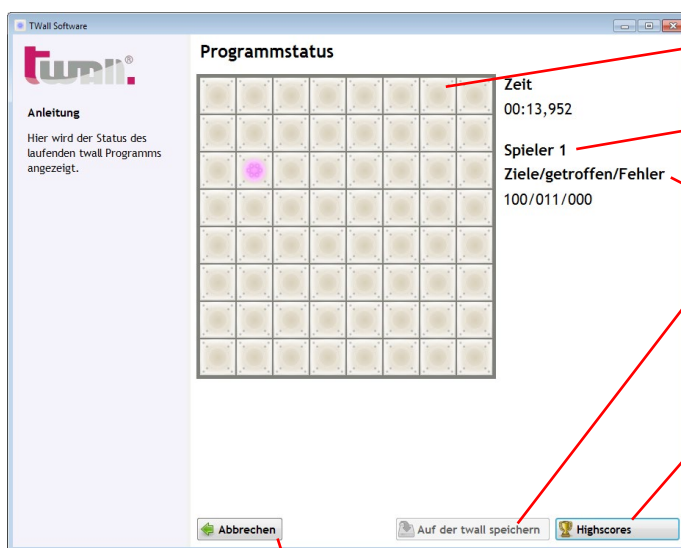 TWall Software
twall.®
Programmstatus
Anleitung
Hier wird der Status des
laufenden twall Programms
angezeigt.
Zeit
00:13,952
Spieler 1
Ziele/getroffen/Fehler
100/011/000
Abbrechen
Auf der twall speichern
Highscores